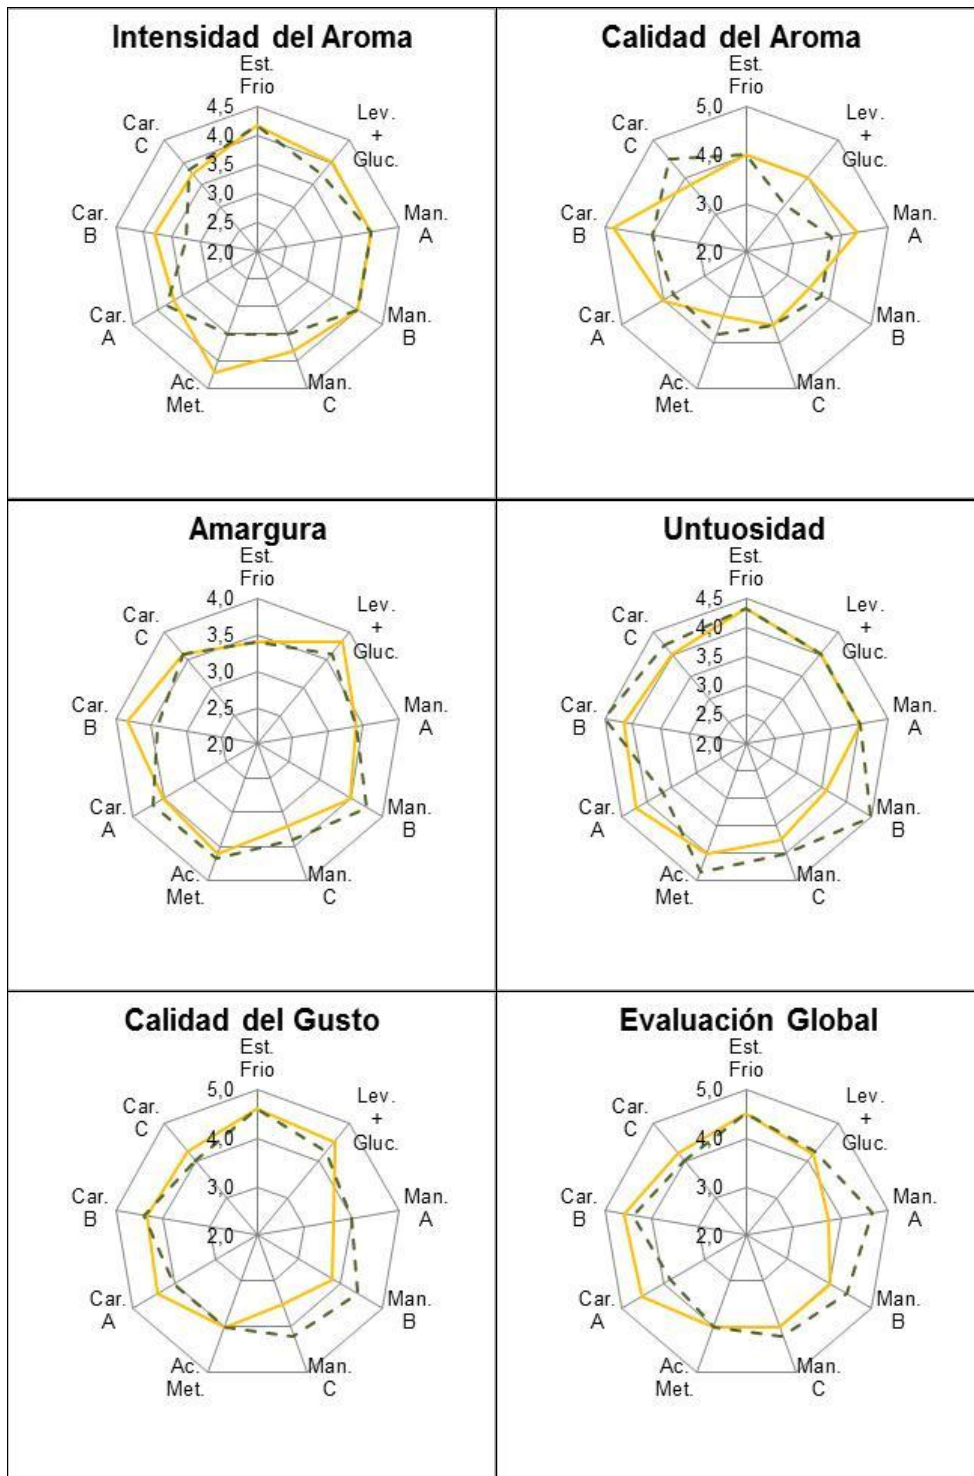 Intensidad del Aroma
Est.
Frio
Lev.
+
Gluc.
Man.
A
Man.
B
Man.
C
Ac.
Met.
Car.
A
Car.
B
Car.
C
4,5
4,0
3,5
3,0
2,5
2,0
Calidad del Aroma
Est.
Frio
Lev.
+
Gluc.
Man.
A
Man.
B
Man.
C
Ac.
Met.
Car.
A
Car.
B
Car.
C
5,0
4,0
3,0
2,0
Amargura
Est.
Frio
Lev.
+
Gluc.
Man.
A
Man.
B
Man.
C
Ac.
Met.
Car.
A
Car.
B
Car.
C
4,0
3,5
3,0
2,5
2,0
Untuosidad
Est.
Frio
Lev.
+
Gluc.
Man.
A
Man.
B
Man.
C
Ac.
Met.
Car.
A
Car.
B
Car.
C
4,5
4,0
3,5
3,0
2,5
2,0
Calidad del Gusto
Est.
Frio
Lev.
+
Gluc.
Man.
A
Man.
B
Man.
C
Ac.
Met.
Car.
A
Car.
B
Car.
C
5,0
4,0
3,0
2,0
Evaluación Global
Est.
Frio
Lev.
+
Gluc.
Man.
A
Man.
B
Man.
C
Ac.
Met.
Car.
A
Car.
B
Car.
C
5,0
4,0
3,0
2,0